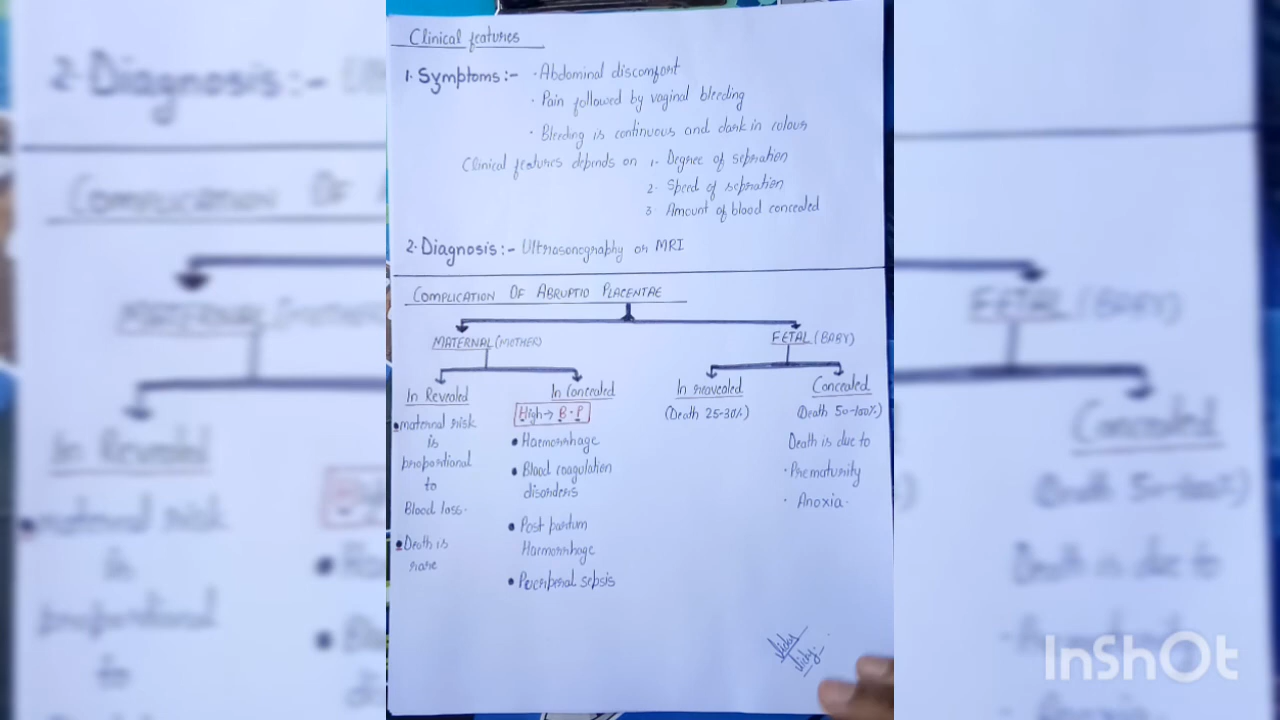 Clinical features
1. Symptoms :- · Abdominal discomfort
· Pain followed by vaginal bleeding
· Bleeding is continuous and dark in colour
Clinical features depends on 1. Degree of sepration
2. Speed of sepration
3 Amount of blood concealed
2. Diagnosis :- Ultrasonography or MRI
COMPLICATION OF ABRUPTIO PLACENTAE
MATERNAL (MOTHER)
FETAL (BABY)
In Revealed
• maternal risk
is
propotional
to
Blood loss.
• Death is
rare
In Concealed
High → B.P
• Haemorrhage
• Blood coagulation
disorders
• Post partum
Haemorrhage
• Puerperal sepsis
In reavealed
(Death 25-30%)
Concealed
(Death 50-100%)
Death is due to
· Prematurity
· Anoxia.
InShOt